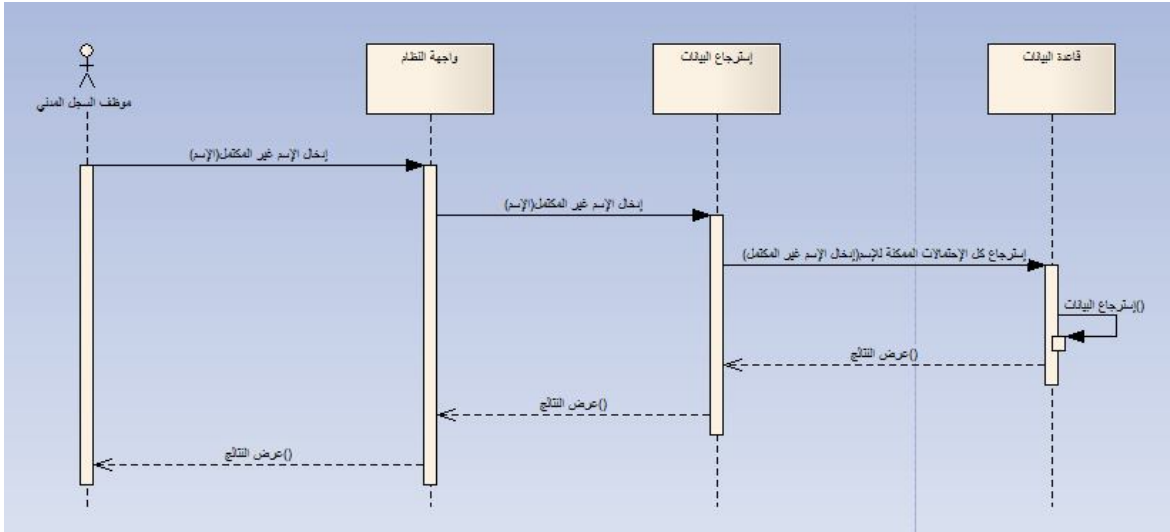 واجهة النظام
إسترجاع البيانات
قاعدة البيانات
موظف السجل المدني
إدخال الإسم غير المكتمل(الإسم)
إدخال الإسم غير المكتمل(الإسم)
إسترجاع كل الإحتمالات الممكنة للإسم(إدخال الإسم غير المكتمل)
إسترجاع البيانات()
عرض النتائج()
عرض النتائج()
عرض النتائج()